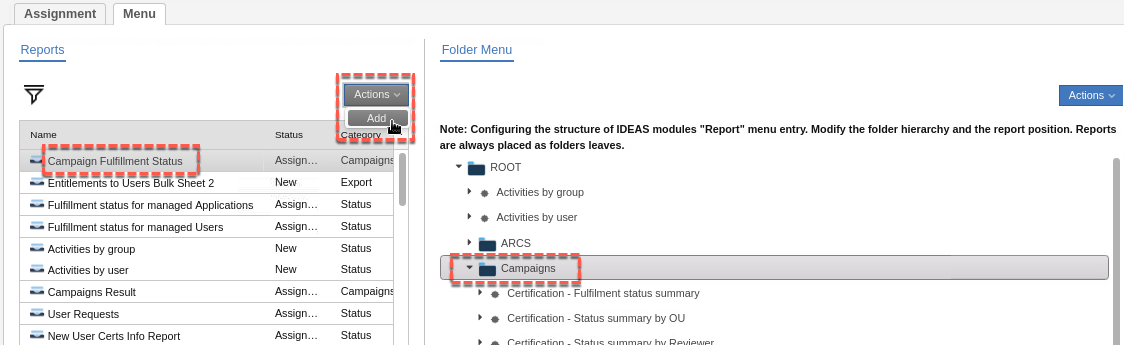 Assignment Menu
Reports
Actions
Add
Name Status Category
Campaign Fulfillment Status Assign... Campaigns
Entitlements to Users Bulk Sheet 2 New Export
Fulfillment status for managed Applications Assign... Status
Fulfillment status for managed Users Assign... Status
Activities by group New Status
Activities by user New Status
Campaigns Result Assign... Campaigns
User Requests Assign... Status
New User Certs Info Report Assign... Status
Folder Menu
Actions
Note: Configuring the structure of IDEAS modules "Report" menu entry. Modify the folder hierarchy and the report position. Reports
are always placed as folders leaves.
ROOT
Activities by group
Activities by user
ARCS
Campaigns
Certification - Fulfilment status summary
Certification - Status summary by OU
Certification - Status summary by Reviewer